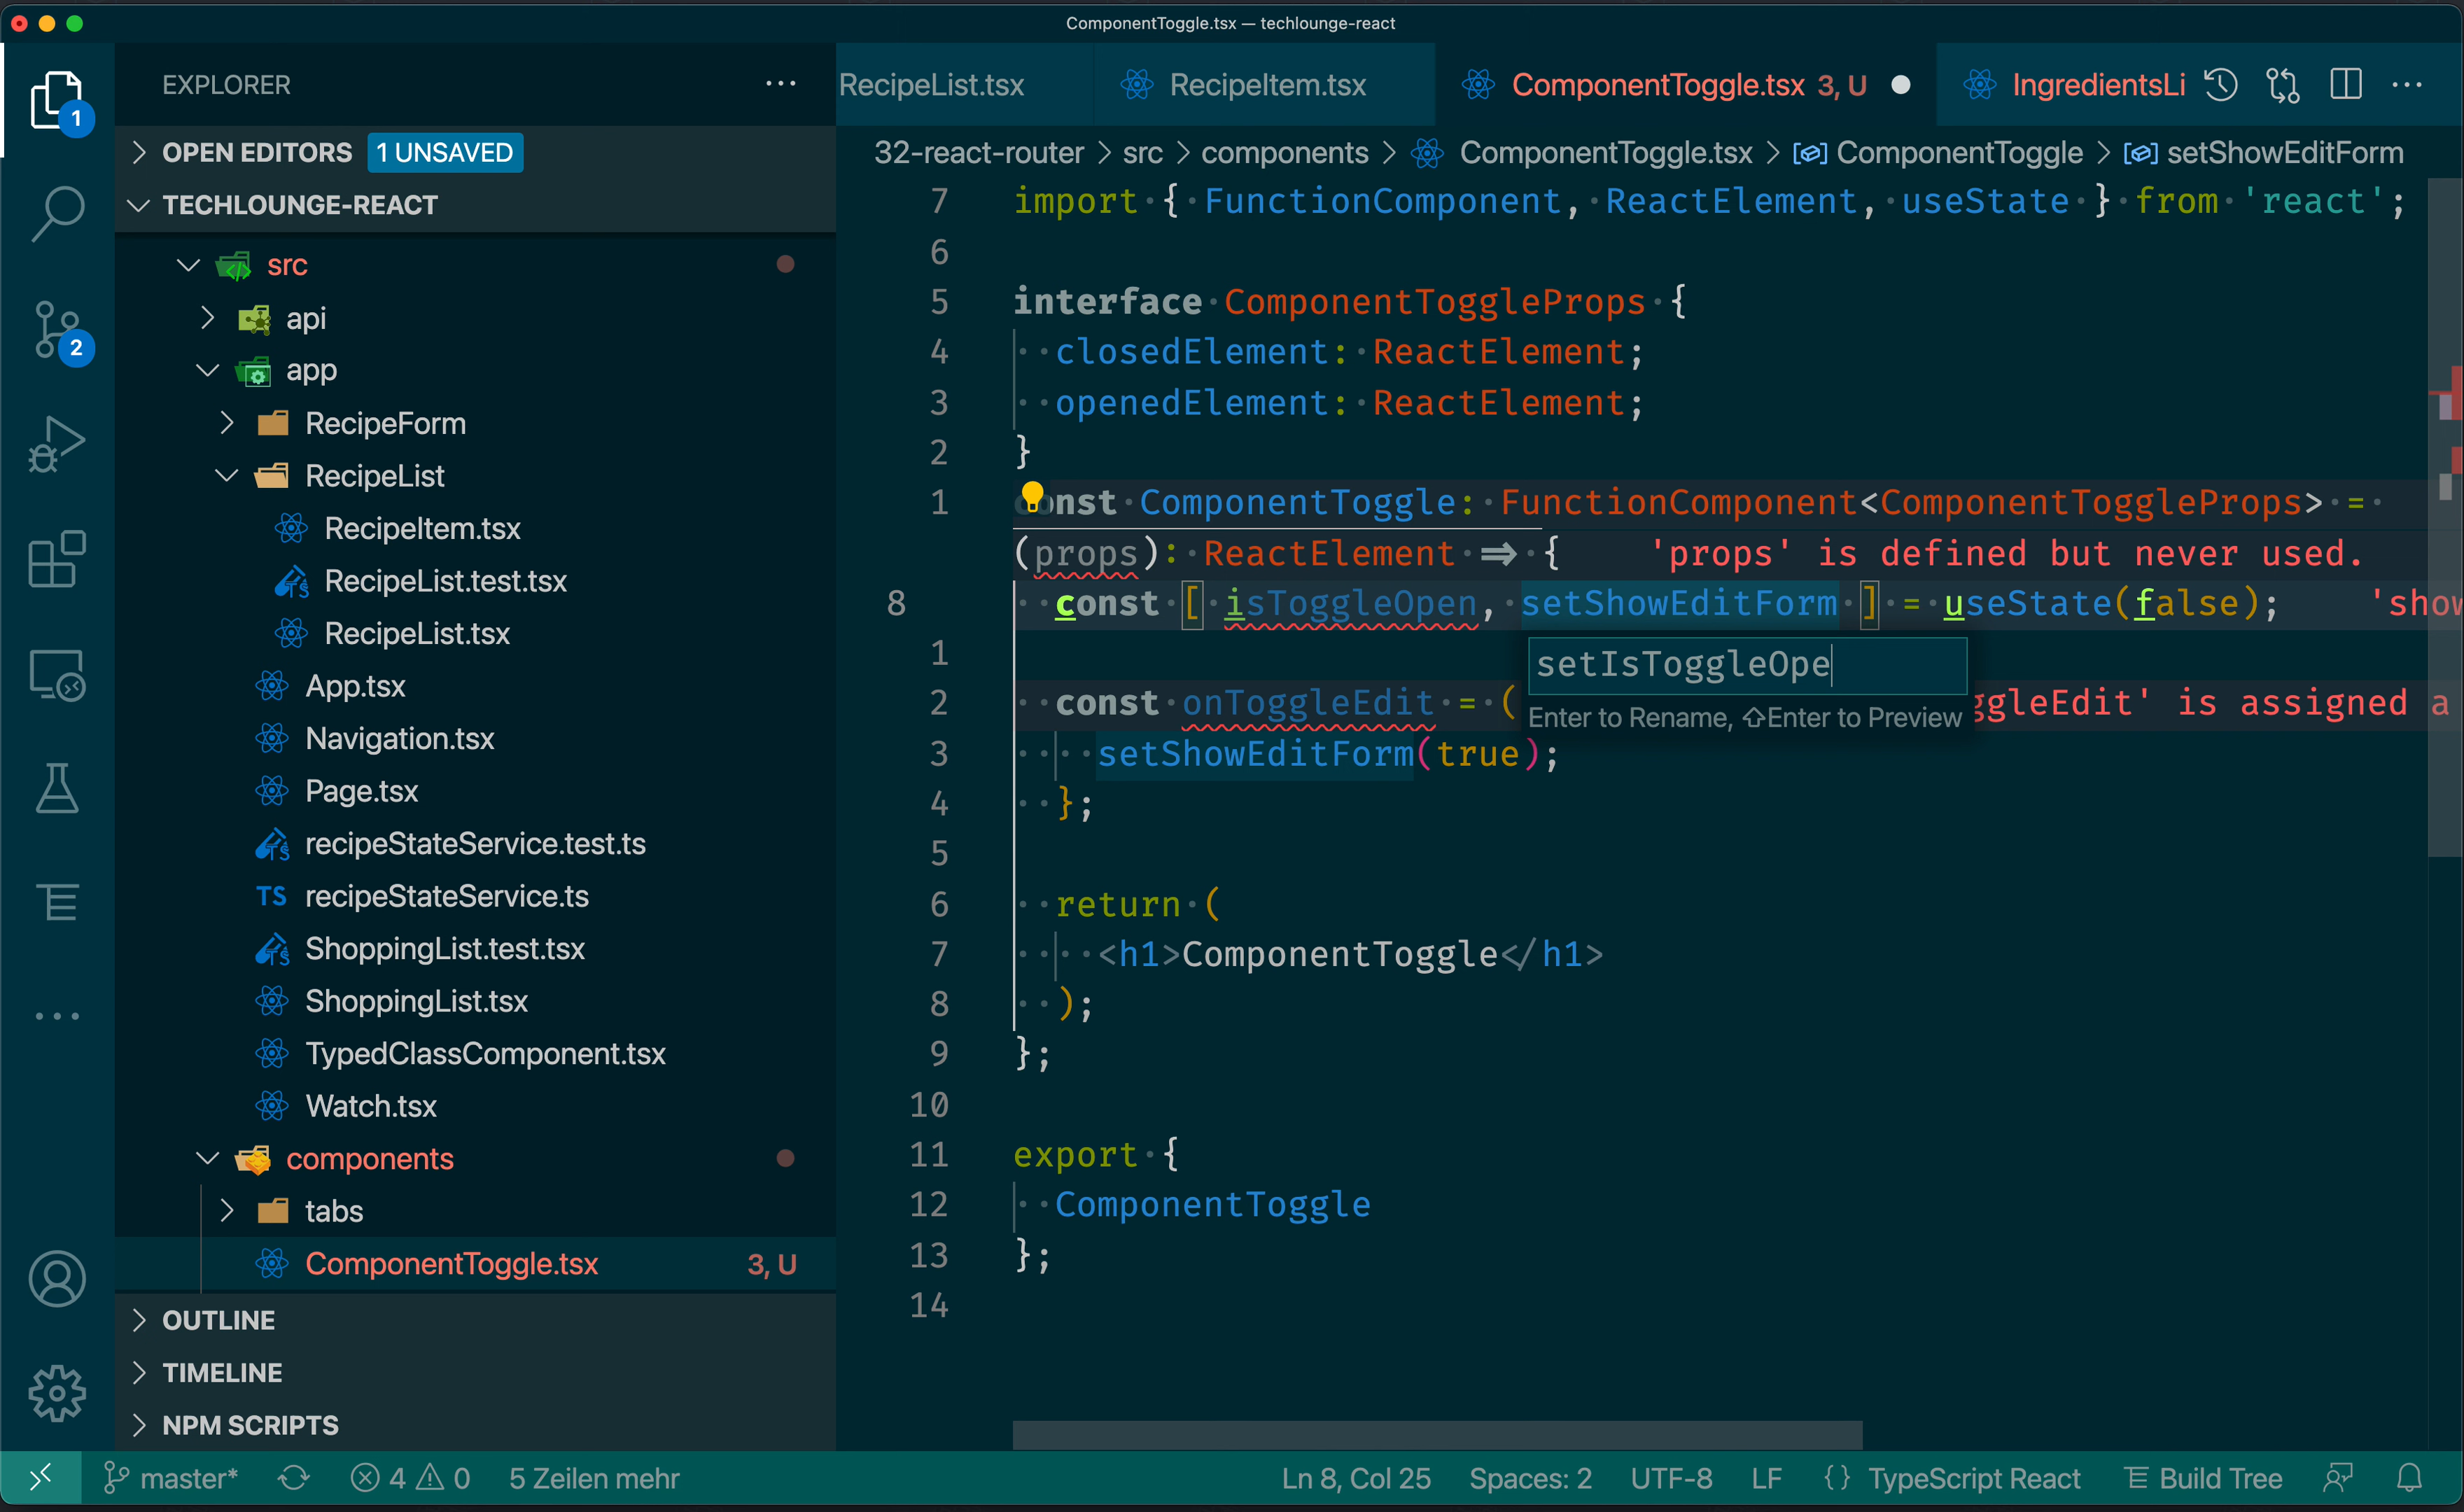 ComponentToggle.tsx — techlounge-react
EXPLORER
1
OPEN EDITORS 1 UNSAVED
TECHLOUNGE-REACT
2
src
api
app
RecipeForm
RecipeList
RecipeItem.tsx
RecipeList.test.tsx
RecipeList.tsx
App.tsx
Navigation.tsx
Page.tsx
recipeStateService.test.ts
TS recipeStateService.ts
ShoppingList.test.tsx
ShoppingList.tsx
TypedClassComponent.tsx
Watch.tsx
components
tabs
ComponentToggle.tsx 3, U
OUTLINE
TIMELINE
NPM SCRIPTS
RecipeList.tsx RecipeItem.tsx ComponentToggle.tsx 3, U IngredientsLi
32-react-router > src > components > ComponentToggle.tsx > ComponentToggle > setShowEditForm
7 import { FunctionComponent, ReactElement, useState } from 'react';
6
5 interface ComponentToggleProps {
4 closedElement: ReactElement;
3 openedElement: ReactElement;
2 }
1 const ComponentToggle: FunctionComponent<ComponentToggleProps> =
(props): ReactElement => { 'props' is defined but never used.
8 const [ isToggleOpen, setShowEditForm ] = useState(false); 'show
1
setIsToggleOpe
2 const onToggleEdit = ( ggleEdit' is assigned a
Enter to Rename, ⇧Enter to Preview
3 setShowEditForm(true);
4 };
5
6 return (
7 <h1>ComponentToggle</h1>
8 );
9 };
10
11 export {
12 ComponentToggle
13 };
14
master* 4 0 5 Zeilen mehr Ln 8, Col 25 Spaces: 2 UTF-8 LF {} TypeScript React Build Tree